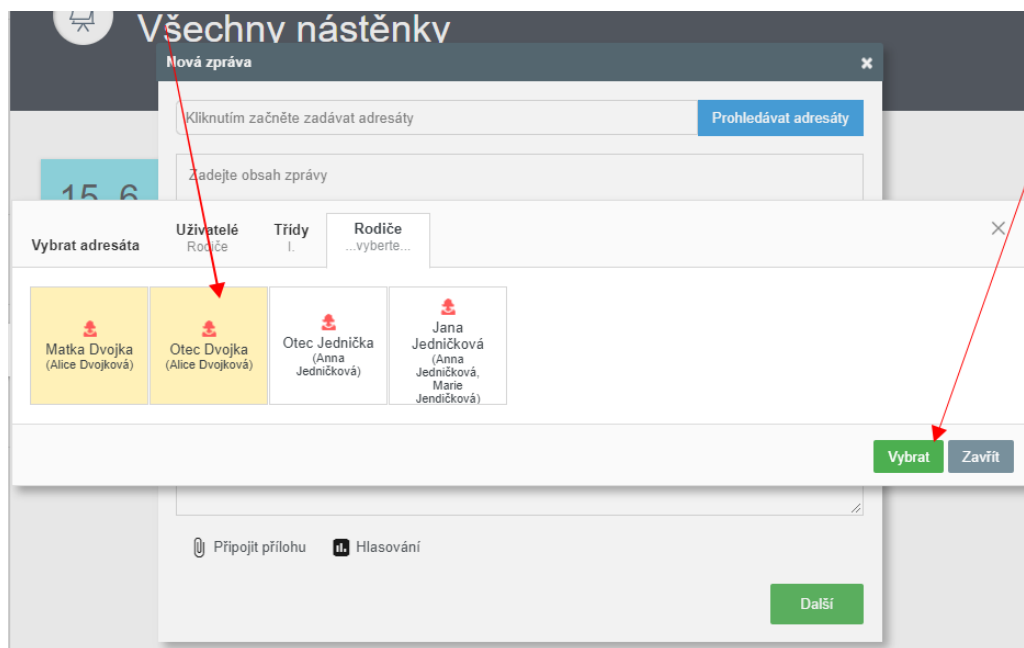 Všechny nástěnky
Nová zpráva
Kliknutím začněte zadávat adresáty
Prohledávat adresáty
Zadejte obsah zprávy
15. 6
Vybrat adresáta
Uživatelé
Rodiče
Třídy
I.
Rodiče
...vyberte...
Matka Dvojka
(Alice Dvojková)
Otec Dvojka
(Alice Dvojková)
Otec Jednička
(Anna
Jedničková)
Jana
Jedničková
(Anna
Jedničková,
Marie
Jendičková)
Vybrat
Zavřít
Připojit přílohu
Hlasování
Další